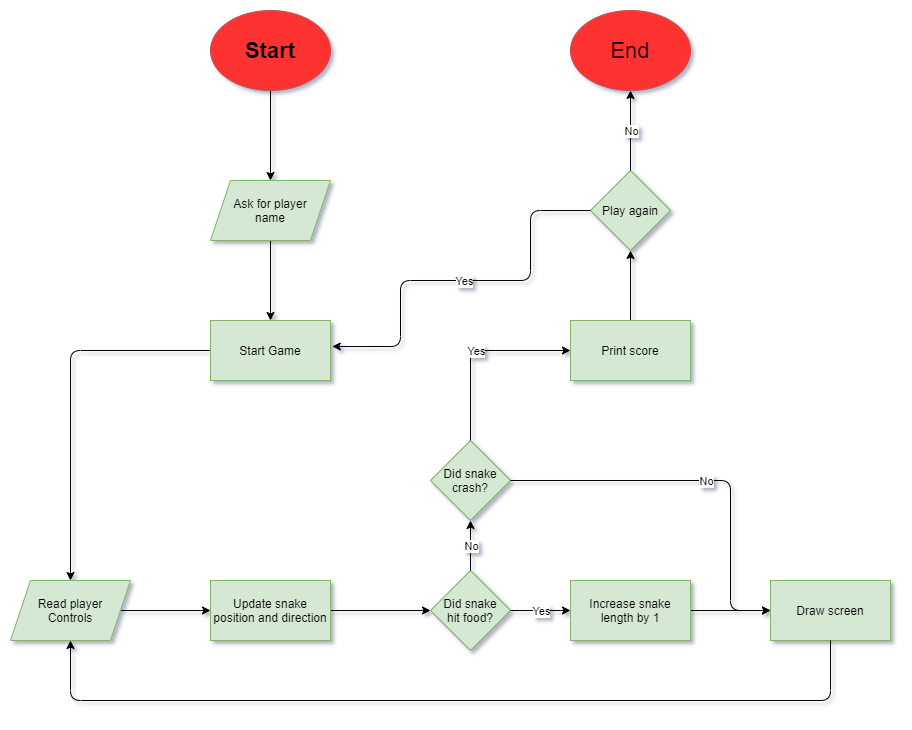 Start
End
No
Ask for player
name
Play again
Yes
Start Game
Yes
Print score
Did snake
crash?
No
No
Read player
Controls
Update snake
position and direction
Did snake
hit food?
Yes
Increase snake
length by 1
Draw screen